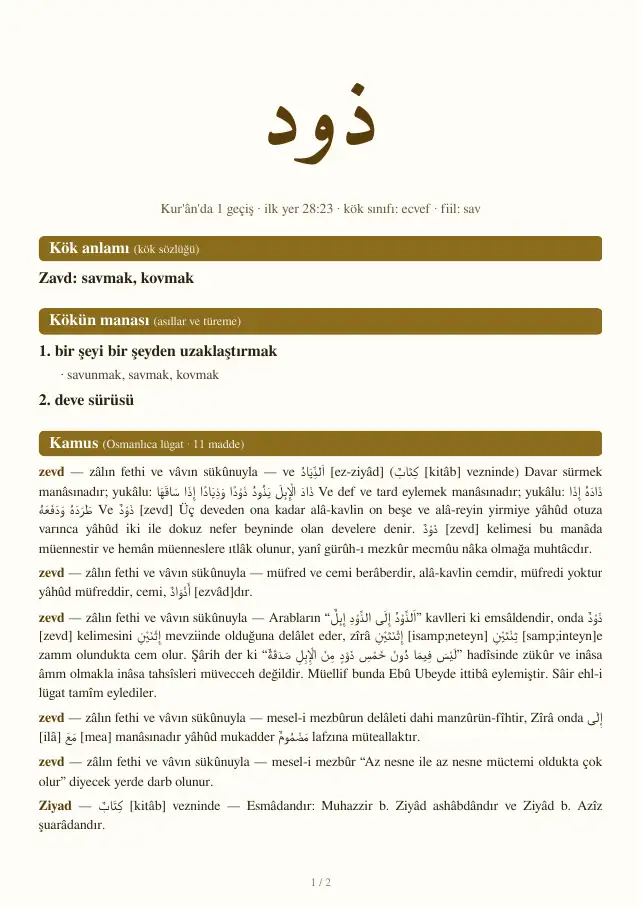 ذود
Kur'ân'da 1 geçiş · ilk yer 28:23 · kök sınıfı: ecvef · fiil: sav
Kök anlamı (kök sözlüğü)
Zavd: savmak, kovmak
Kökün manası (asıllar ve türeme)
1. bir şeyi bir şeyden uzaklaştırmak
· savunmak, savmak, kovmak
2. deve sürüsü
Kamus (Osmanlıca lügat · 11 madde)
zevd — zâlın fethi ve vâvın sükûnuyla — ve اَلذِّيَادُ [ez-ziyâd] (كِتَابٌ [kitâb] vezninde) Davar sürmek
manâsınadır; yukâlu: ذَادَ الْإِبِلَ يَذُودُ ذَوْدًا وَذِيَادًا إِذَا سَاقَهَا Ve def ve tard eylemek manâsınadır; yukâlu: ذَادَهُ إِذَا
طَرَدَهُ وَدَفَعَهُ Ve ذَوْدٌ [zevd] Üç deveden ona kadar alâ-kavlin on beşe ve alâ-reyin yirmiye yâhûd otuza
varınca yâhûd iki ile dokuz nefer beyninde olan develere denir. ذَوْدٌ [zevd] kelimesi bu manâda
müennestir ve hemân müenneslere ıtlâk olunur, yanî gürûh-ı mezkûr mecmûu nâka olmağa muhtâcdır.
zevd — zâlın fethi ve vâvın sükûnuyla — müfred ve cemi berâberdir, alâ-kavlin cemdir, müfredi yoktur
yâhûd müfreddir, cemi, أَذْوَادٌ [ezvâd]dır.
zevd — zâlın fethi ve vâvın sükûnuyla — Arabların “اَلذَّوْدُ إِلَى الذَّوْدِ إِبِلٌ” kavlleri ki emsâldendir, onda ذَوْدٌ
[zevd] kelimesini إِثْنَتَيْنِ mevziinde olduğuna delâlet eder, zîrâ إِثْنَتَيْنِ [isamp;neteyn] ثِنْتَيْنِ [samp;inteyn]e
zamm olundukta cem olur. Şârih der ki “لَيْسَ فِيمَا دُونَ خَمْسِ ذَوْدٍ مِنَ الْإِبِلِ صَدَقَةٌ” hadîsinde zükûr ve inâsa
âmm olmakla inâsa tahsîsleri müvecceh değildir. Müellif bunda Ebû Ubeyde ittibâ eylemiştir. Sâir ehl-i
lügat tamîm eylediler.
zevd — zâlın fethi ve vâvın sükûnuyla — mesel-i mezbûrun delâleti dahi manzûrün-fîhtir, Zîrâ onda إِلَى
[ilâ] مَعَ [mea] manâsınadır yâhûd mukadder مَضْمُومٌ lafzına müteallaktır.
zevd — zâlın fethi ve vâvın sükûnuyla — mesel-i mezbûr “Az nesne ile az nesne müctemi oldukta çok
olur” diyecek yerde darb olunur.
Ziyad — كِتَابٌ [kitâb] vezninde — Esmâdandır: Muhazzir b. Ziyâd ashâbdândır ve Ziyâd b. Azîz
şuarâdandır.
1 / 2